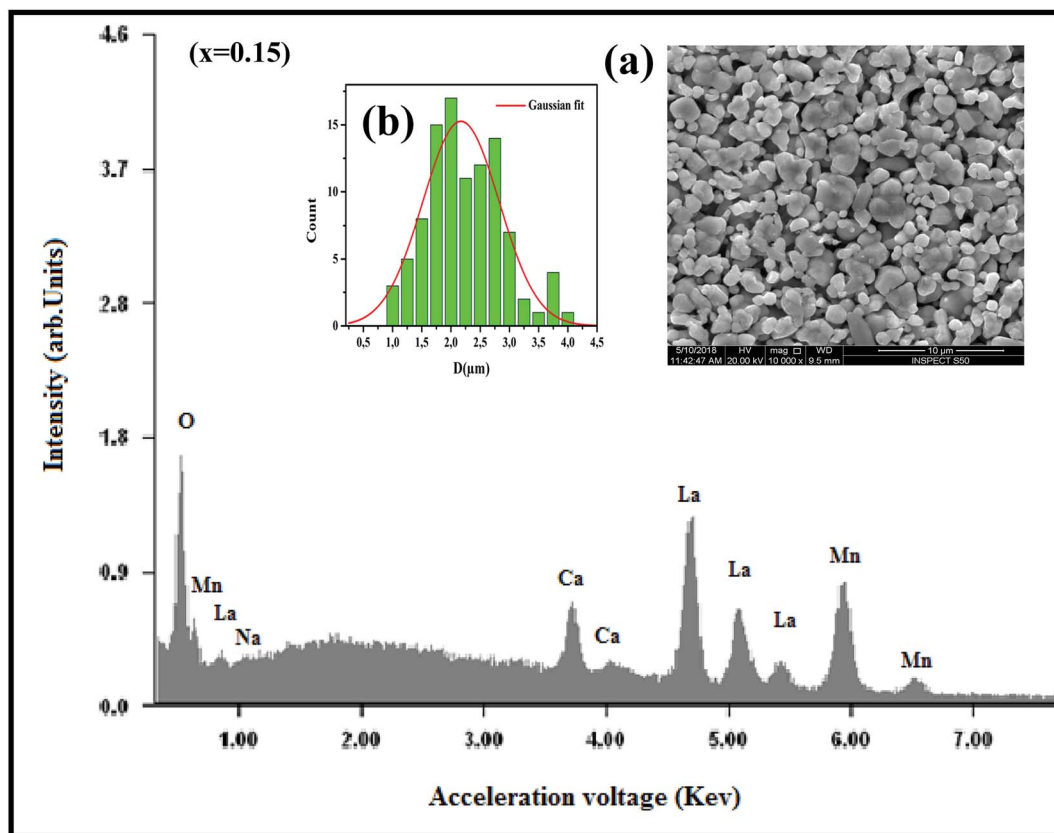 (x=0.15)
(a)
(b)
Gaussian fit
15
10
5
0
Count
0,5 1,0 1,5 2,0 2,5 3,0 3,5 4,0 4,5
D(μm)
5/10/2018 HV mag WD 10 μm
11:42:47 AM 20.00 kV 10 000 x 9.5 mm INSPECT S50
4.6
3.7
2.8
1.8
0.9
0.0
Intensity (arb.Units)
O
Mn
La
Na
Ca
Ca
La
La
La
Mn
Mn
1.00 2.00 3.00 4.00 5.00 6.00 7.00
Acceleration voltage (Kev)